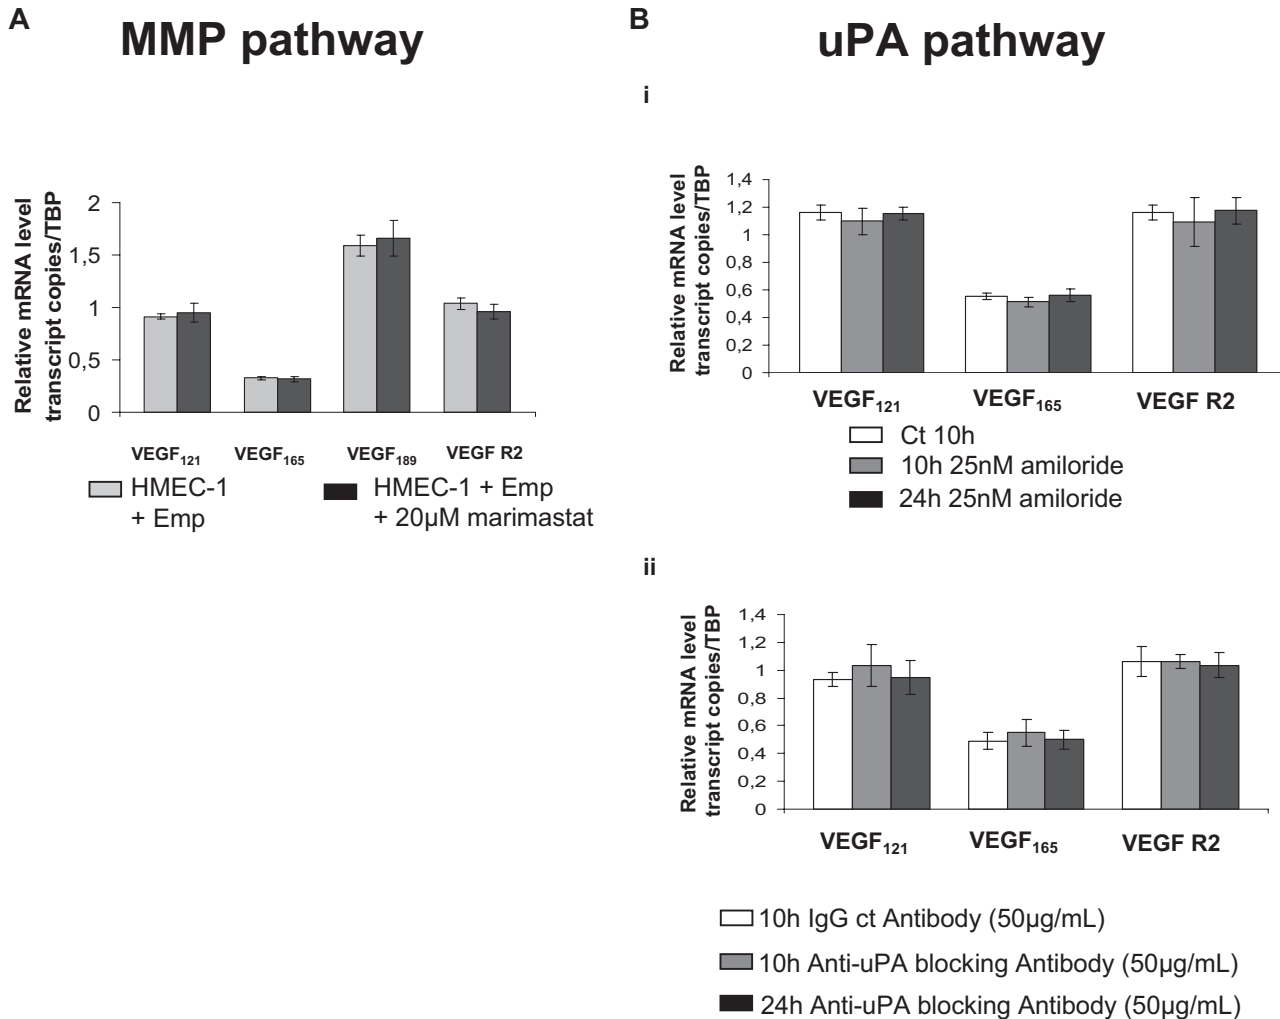 A
MMP pathway
Relative mRNA level
transcript copies/TBP
2
1,5
1
0,5
0
VEGF121
VEGF165
VEGF189
VEGF R2
HMEC-1
+ Emp
HMEC-1 + Emp
+ 20µM marimastat
B
uPA pathway
i
Relative mRNA level
transcript copies/TBP
1,4
1,2
1
0,8
0,6
0,4
0,2
0
VEGF121
VEGF165
VEGF R2
Ct 10h
10h 25nM amiloride
24h 25nM amiloride
ii
Relative mRNA level
transcript copies/TBP
1,4
1,2
1
0,8
0,6
0,4
0,2
0
VEGF121
VEGF165
VEGF R2
10h IgG ct Antibody (50µg/mL)
10h Anti-uPA blocking Antibody (50µg/mL)
24h Anti-uPA blocking Antibody (50µg/mL)